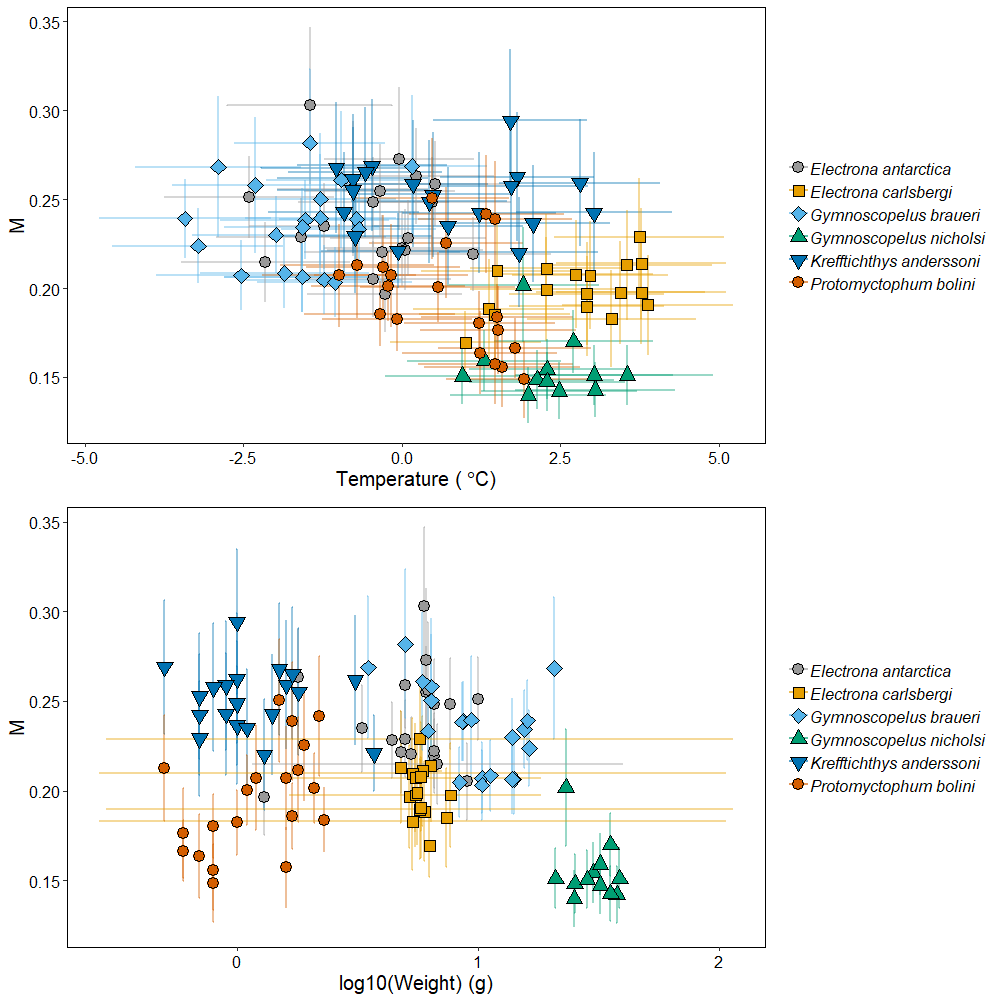 0.35
0.30
0.25
0.20
0.15
M
-5.0 -2.5 0.0 2.5 5.0
Temperature ( °C)
Electrona antarctica
Electrona carlsbergi
Gymnoscopelus braueri
Gymnoscopelus nicholsi
Krefftichthys anderssoni
Protomyctophum bolini
0.35
0.30
0.25
0.20
0.15
M
0 1 2
log10(Weight) (g)
Electrona antarctica
Electrona carlsbergi
Gymnoscopelus braueri
Gymnoscopelus nicholsi
Krefftichthys anderssoni
Protomyctophum bolini